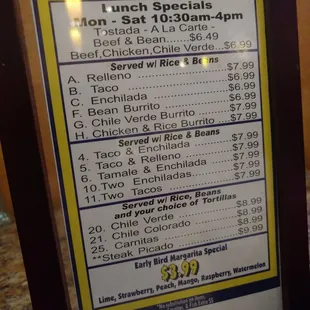 Lunch Specials
Mon - Sat 10:30am-4pm
Tostada - A La Carte -
Beef & Bean.......$6.49
Beef,Chicken,Chile Verde...$6.99
Served w/ Rice & Beans
A. Relleno ...$7.99
B. Taco ...$6.99
C. Enchilada ...$6.99
F. Bean Burrito ...$7.99
G. Chile Verde Burrito ...$7.99
H. Chicken & Rice Burrito ...$7.99
Served w/ Rice & Beans
4. Taco & Enchilada ...$7.99
5. Taco & Relleno ...$7.99
6. Tamale & Enchilada ...$7.99
10. Two Enchiladas ...$7.99
11. Two Tacos ...$7.99
Served w/ Rice, Beans
and your choice of Tortillas
20. Chile Verde ...$8.99
21. Chile Colorado ...$8.99
25. Carnitas ...$8.99
**Steak Picado ...$9.99
Early Bird Margarita Special
$3.99
Lime, Strawberry, Peach, Mango, Raspberry, Watermelon